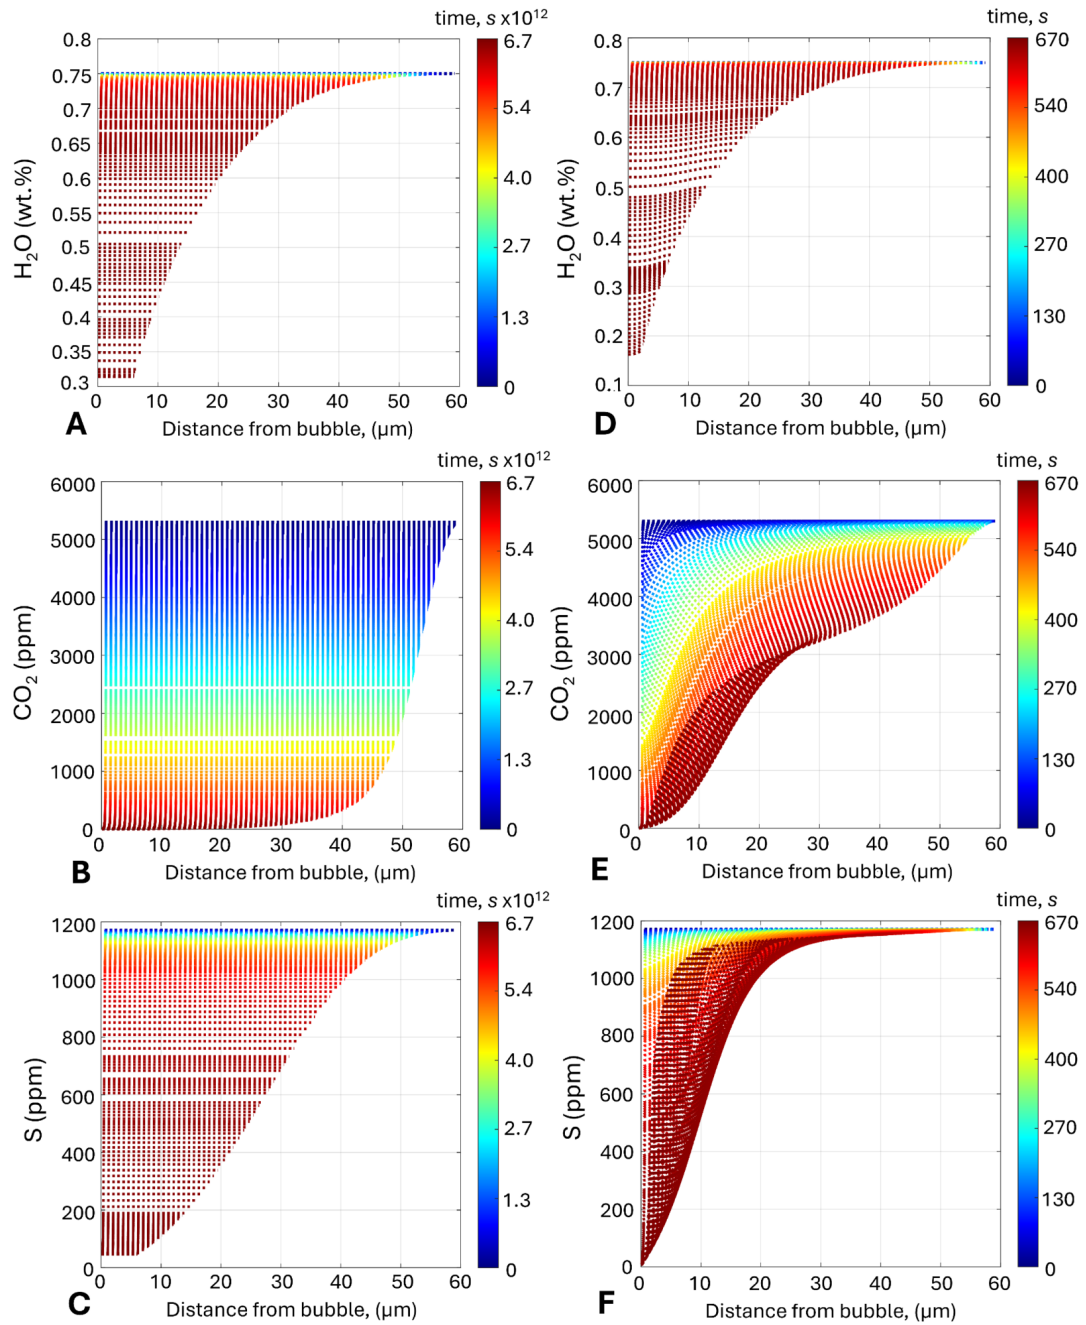 time, s x10¹²
0.8
0.75
0.7
0.65
0.6
0.55
0.5
0.45
0.4
0.35
0.3
H₂O (wt.%)
0 10 20 30 40 50 60
Distance from bubble, (µm)
A
6.7
5.4
4.0
2.7
1.3
0
time, s
0.8
0.7
0.6
0.5
0.4
0.3
0.2
0.1
H₂O (wt.%)
0 10 20 30 40 50 60
Distance from bubble, (µm)
D
670
540
400
270
130
0
time, s x10¹²
6000
5000
4000
3000
2000
1000
0
CO₂ (ppm)
0 10 20 30 40 50 60
Distance from bubble, (µm)
B
6.7
5.4
4.0
2.7
1.3
0
time, s
6000
5000
4000
3000
2000
1000
0
CO₂ (ppm)
0 10 20 30 40 50 60
Distance from bubble, (µm)
E
670
540
400
270
130
0
time, s x10¹²
1200
1000
800
600
400
200
0
S (ppm)
0 10 20 30 40 50 60
Distance from bubble, (µm)
C
6.7
5.4
4.0
2.7
1.3
0
time, s
1200
1000
800
600
400
200
0
S (ppm)
0 10 20 30 40 50 60
Distance from bubble, (µm)
F
670
540
400
270
130
0